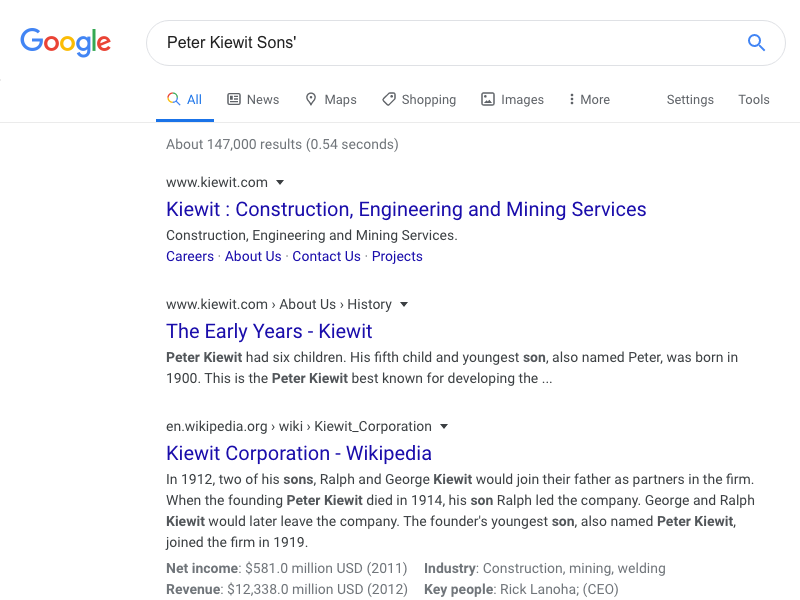 Google
Peter Kiewit Sons'
All News Maps Shopping Images More Settings Tools
About 147,000 results (0.54 seconds)
www.kiewit.com
Kiewit : Construction, Engineering and Mining Services
Construction, Engineering and Mining Services.
Careers · About Us · Contact Us · Projects
www.kiewit.com › About Us › History
The Early Years - Kiewit
Peter Kiewit had six children. His fifth child and youngest son, also named Peter, was born in
1900. This is the Peter Kiewit best known for developing the ...
en.wikipedia.org › wiki › Kiewit_Corporation
Kiewit Corporation - Wikipedia
In 1912, two of his sons, Ralph and George Kiewit would join their father as partners in the firm.
When the founding Peter Kiewit died in 1914, his son Ralph led the company. George and Ralph
Kiewit would later leave the company. The founder's youngest son, also named Peter Kiewit,
joined the firm in 1919.
Net income: $581.0 million USD (2011) Industry: Construction, mining, welding
Revenue: $12,338.0 million USD (2012) Key people: Rick Lanoha; (CEO)